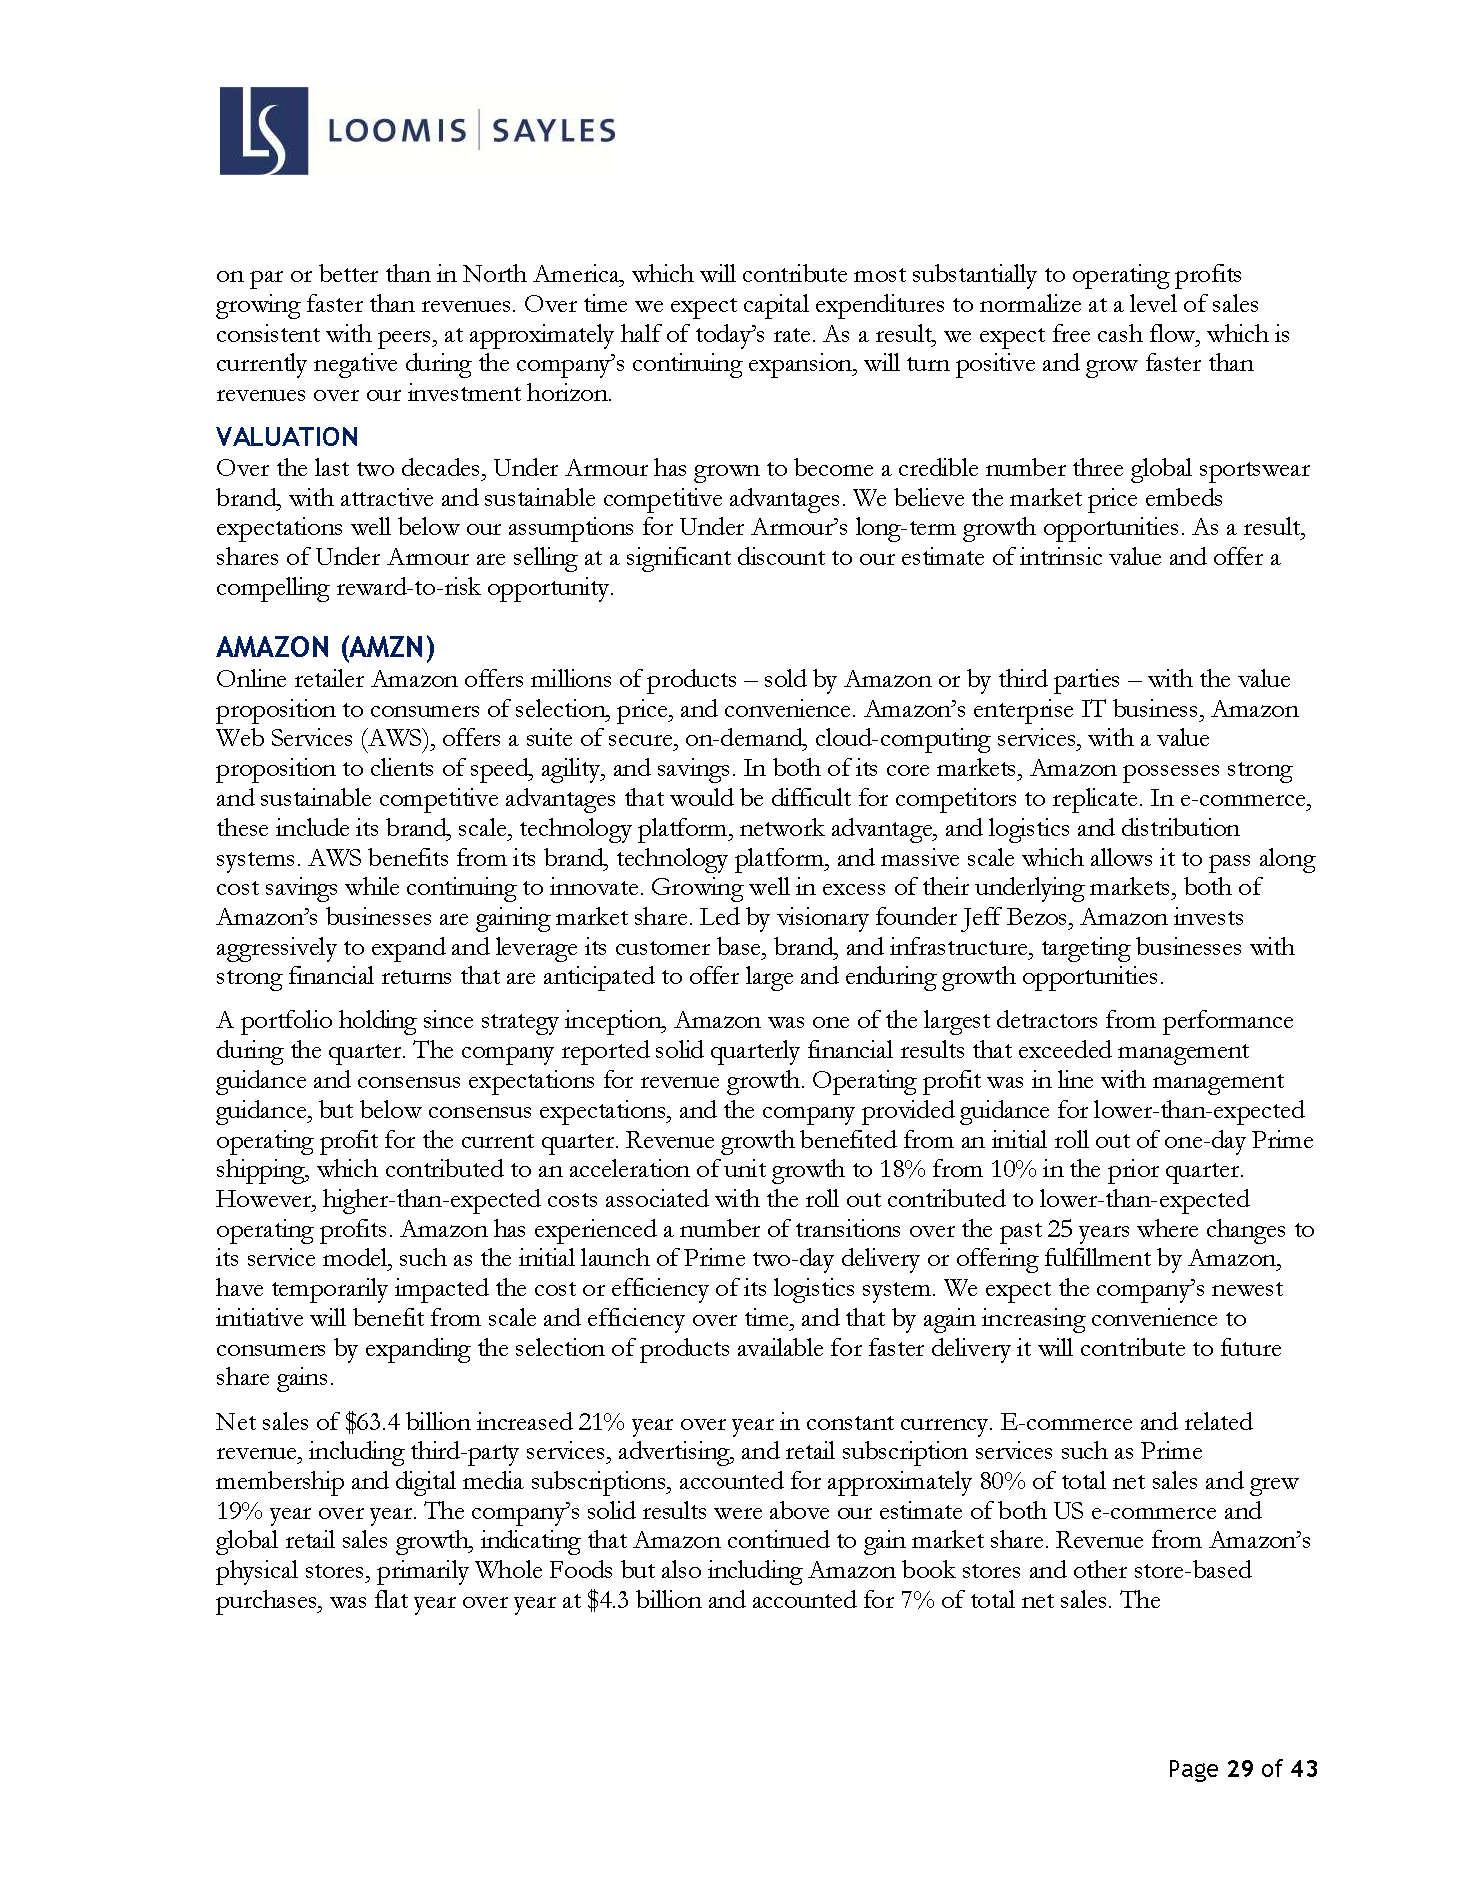 LS LOOMIS | SAYLES
on par or better than in North America, which will contribute most substantially to operating profits
growing faster than revenues. Over time we expect capital expenditures to normalize at a level of sales
consistent with peers, at approximately half of today’s rate. As a result, we expect free cash flow, which is
currently negative during the company’s continuing expansion, will turn positive and grow faster than
revenues over our investment horizon.
VALUATION
Over the last two decades, Under Armour has grown to become a credible number three global sportswear
brand, with attractive and sustainable competitive advantages. We believe the market price embeds
expectations well below our assumptions for Under Armour’s long-term growth opportunities. As a result,
shares of Under Armour are selling at a significant discount to our estimate of intrinsic value and offer a
compelling reward-to-risk opportunity.
AMAZON (AMZN)
Online retailer Amazon offers millions of products – sold by Amazon or by third parties – with the value
proposition to consumers of selection, price, and convenience. Amazon’s enterprise IT business, Amazon
Web Services (AWS), offers a suite of secure, on-demand, cloud-computing services, with a value
proposition to clients of speed, agility, and savings. In both of its core markets, Amazon possesses strong
and sustainable competitive advantages that would be difficult for competitors to replicate. In e-commerce,
these include its brand, scale, technology platform, network advantage, and logistics and distribution
systems. AWS benefits from its brand, technology platform, and massive scale which allows it to pass along
cost savings while continuing to innovate. Growing well in excess of their underlying markets, both of
Amazon’s businesses are gaining market share. Led by visionary founder Jeff Bezos, Amazon invests
aggressively to expand and leverage its customer base, brand, and infrastructure, targeting businesses with
strong financial returns that are anticipated to offer large and enduring growth opportunities.
A portfolio holding since strategy inception, Amazon was one of the largest detractors from performance
during the quarter. The company reported solid quarterly financial results that exceeded management
guidance and consensus expectations for revenue growth. Operating profit was in line with management
guidance, but below consensus expectations, and the company provided guidance for lower-than-expected
operating profit for the current quarter. Revenue growth benefited from an initial roll out of one-day Prime
shipping, which contributed to an acceleration of unit growth to 18% from 10% in the prior quarter.
However, higher-than-expected costs associated with the roll out contributed to lower-than-expected
operating profits. Amazon has experienced a number of transitions over the past 25 years where changes to
its service model, such as the initial launch of Prime two-day delivery or offering fulfillment by Amazon,
have temporarily impacted the cost or efficiency of its logistics system. We expect the company’s newest
initiative will benefit from scale and efficiency over time, and that by again increasing convenience to
consumers by expanding the selection of products available for faster delivery it will contribute to future
share gains.
Net sales of $63.4 billion increased 21% year over year in constant currency. E-commerce and related
revenue, including third-party services, advertising, and retail subscription services such as Prime
membership and digital media subscriptions, accounted for approximately 80% of total net sales and grew
19% year over year. The company’s solid results were above our estimate of both US e-commerce and
global retail sales growth, indicating that Amazon continued to gain market share. Revenue from Amazon’s
physical stores, primarily Whole Foods but also including Amazon book stores and other store-based
purchases, was flat year over year at $4.3 billion and accounted for 7% of total net sales. The
Page 29 of 43